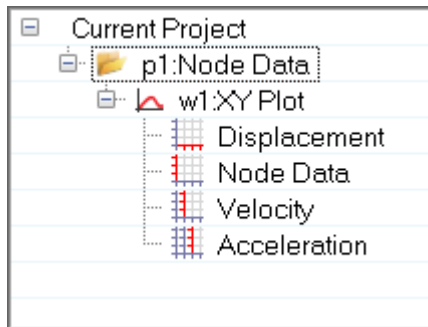 Current Project
p1:Node Data
w1:XY Plot
Displacement
Node Data
Velocity
Acceleration